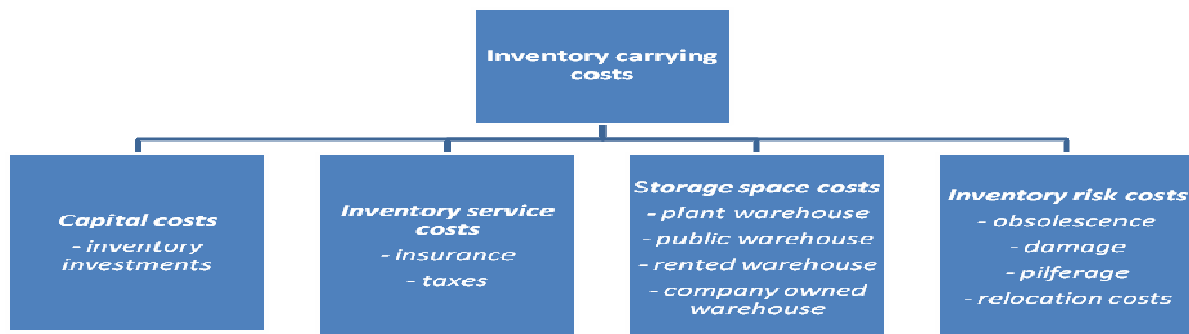 Inventory carrying
costs
Capital costs
- inventory
investments
Inventory service
costs
- insurance
- taxes
Storage space costs
- plant warehouse
- public warehouse
- rented warehouse
- company owned
warehouse
Inventory risk costs
- obsolescence
- damage
- pilferage
- relocation costs